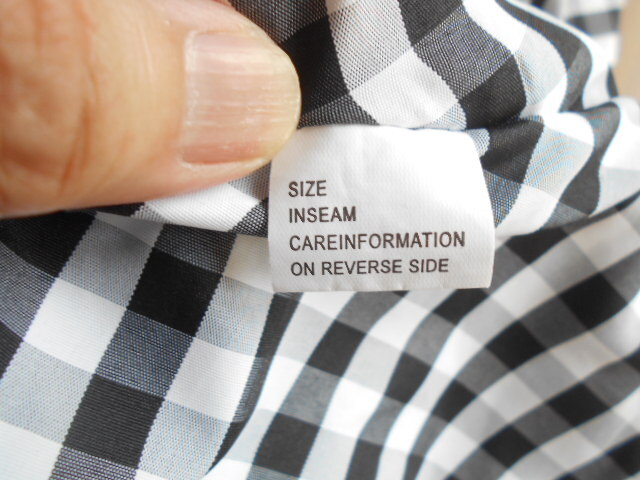 SIZE
INSEAM
CAREINFORMATION
ON REVERSE SIDE